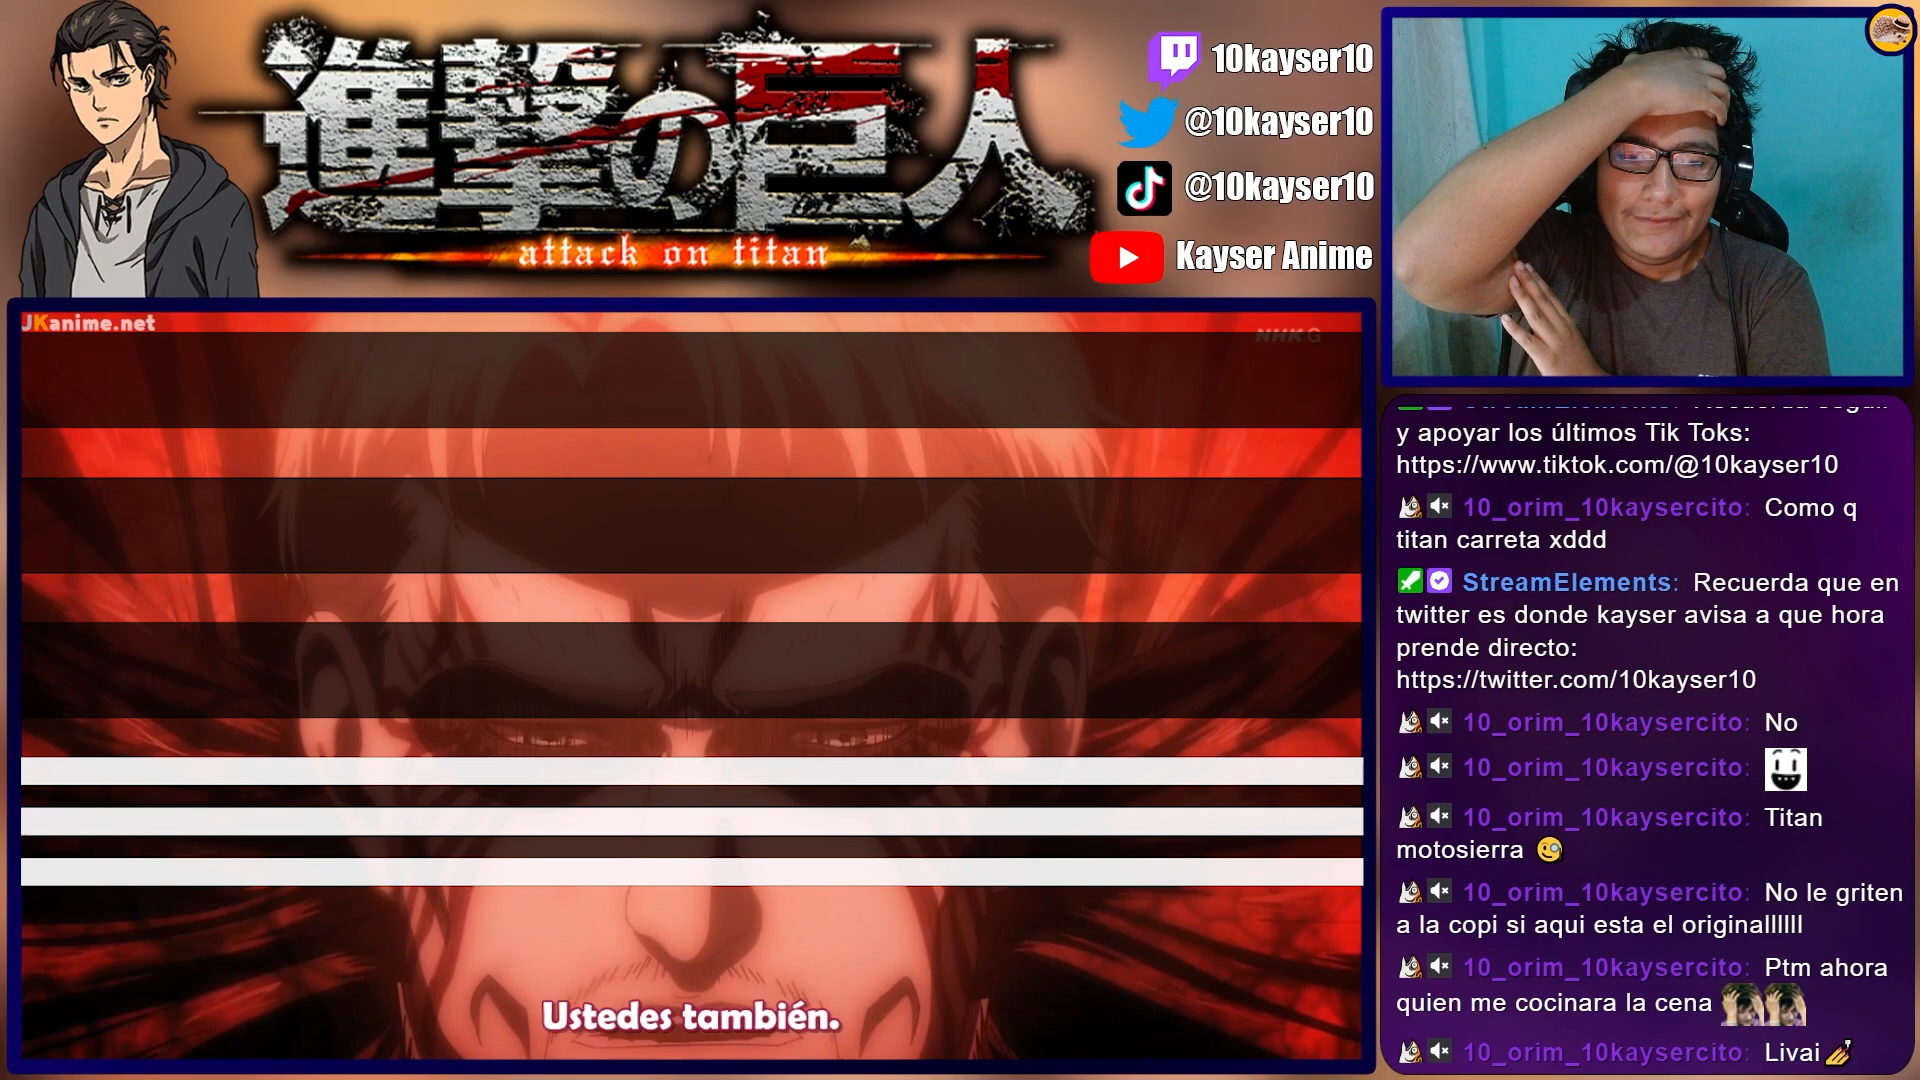 進撃の巨人
attack on titan
10kayser10
@10kayser10
@10kayser10
Kayser Anime
JKanime.net
NHK G
Ustedes también.
y apoyar los últimos Tik Toks:
https://www.tiktok.com/@10kayser10
10_orim_10kaysercito: Como q
titan carreta xddd
StreamElements: Recuerda que en
twitter es donde kayser avisa a que hora
prende directo:
https://twitter.com/10kayser10
10_orim_10kaysercito: No
10_orim_10kaysercito:
10_orim_10kaysercito: Titan
motosierra 🧐
10_orim_10kaysercito: No le griten
a la copi si aqui esta el originallllll
10_orim_10kaysercito: Ptm ahora
quien me cocinara la cena
10_orim_10kaysercito: Livai